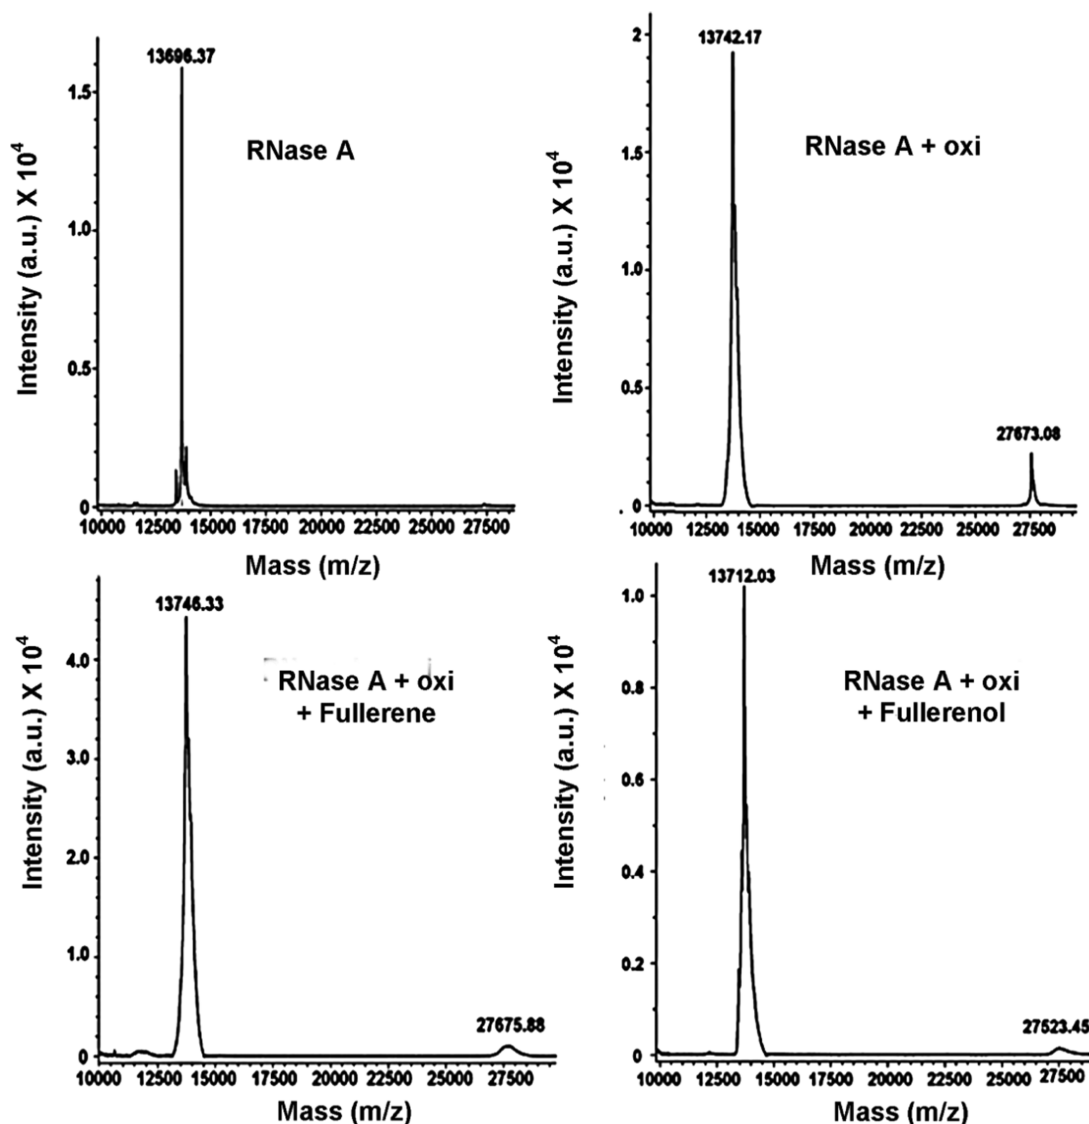 13696.37
RNase A
Intensity (a.u.) X 10⁴
1.5
1.0
0.5
0
10000 12500 15000 17500 20000 22500 25000 27500
Mass (m/z)
13742.17
RNase A + oxi
27673.08
Intensity (a.u.) X 10⁴
2
1.5
1.0
0.5
0
10000 12500 15000 17500 20000 22500 25000 27500
Mass (m/z)
13746.33
RNase A + oxi
+ Fullerene
27675.88
Intensity (a.u.) X 10⁴
4.0
3.0
2.0
1.0
0
10000 12500 15000 17500 20000 22500 25000 27500
Mass (m/z)
13712.03
RNase A + oxi
+ Fullerenol
27523.45
Intensity (a.u.) X 10⁴
1.0
0.8
0.6
0.4
0.2
0
10000 12500 15000 17500 20000 22500 25000 27500
Mass (m/z)